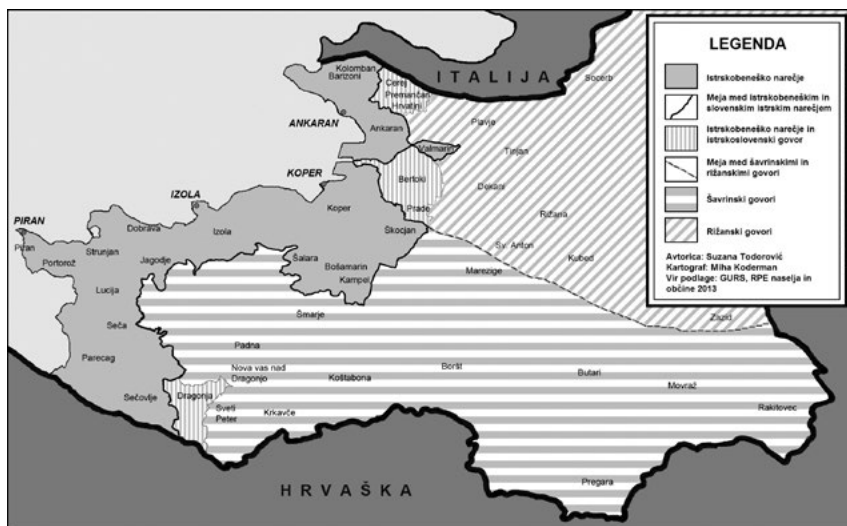 LEGENDA
Istrskobeneško narečje
Meja med istrskobeneškim in
slovenskim istrskim narečjem
Istrskobeneško narečje in
istrskoslovenski govor
Meja med šavrinskimi in
rižanskimi govori
Šavrinski govori
Rižanski govori
Avtorica: Suzana Todorović
Kartograf: Miha Koderman
Vir podlage: GURS, RPE naselja in
občine 2013
ITALIJA
Kolomban
Barizoni
Cerej
Premančan
Hrvatini
Socerb
ANKARAN
Ankaran
Plavje
Valmarin
Tinjan
KOPER
Bertoki
Dekani
IZOLA
Koper
Prade
Rižana
PIRAN
Piran
Dobrava
Izola
Škocjan
Strunjan
Sv. Anton
Portorož
Jagodje
Šalara
Bošamarin
Kampel
Marezige
Kubed
Lucija
Šmarje
Zazid
Seča
Padna
Parecag
Nova vas nad
Dragonjo
Koštabona
Boršt
Butari
Movraž
Sečovlje
Dragonja
Sveti
Peter
Krkavče
Rakitovec
Pregara
HRVAŠKA